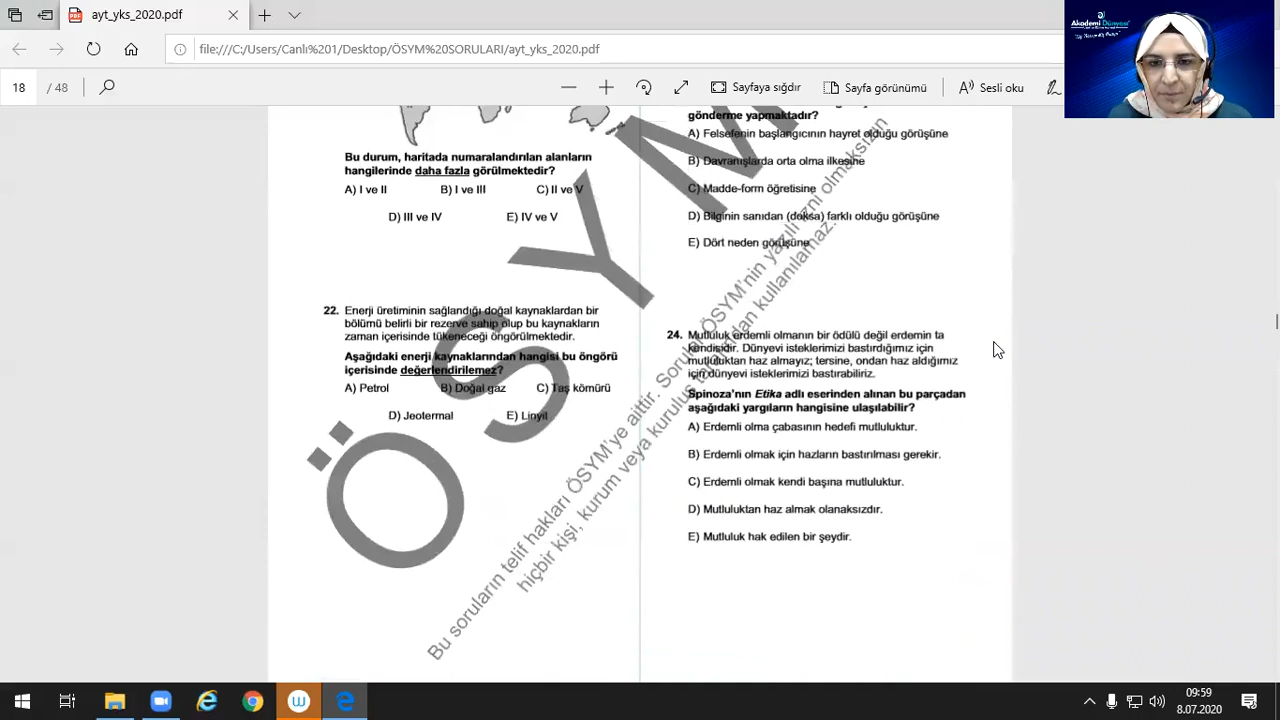 ayt_yks_2020.pdf
file:///C:/Users/Canlı%201/Desktop/ÖSYM%20SORULARI/ayt_yks_2020.pdf
18 / 48
Sayfaya sığdır
Sayfa görünümü
Sesli oku
Akademi Dünyası
Bu durum, haritada numaralandırılan alanların
hangilerinde daha fazla görülmektedir?
A) I ve II B) I ve III C) II ve V
D) III ve IV E) IV ve V
22. Enerji üretiminin sağlandığı doğal kaynaklardan bir
bölümü belirli bir rezerve sahip olup bu kaynakların
zaman içerisinde tükeneceği öngörülmektedir.
Aşağıdaki enerji kaynaklarından hangisi bu öngörü
içerisinde değerlendirilemez?
A) Petrol B) Doğal gaz C) Taş kömürü
D) Jeotermal E) Linyit
gönderme yapmaktadır?
A) Felsefenin başlangıcının hayret olduğu görüşüne
B) Davranışlarda orta olma ilkesine
C) Madde-form öğretisine
D) Bilginin sanıdan (doksa) farklı olduğu görüşüne
E) Dört neden görüşüne
24. Mutluluk erdemli olmanın bir ödülü değil erdemin ta
kendisidir. Dünyevi isteklerimizi bastırdığımız için
mutluluktan haz almayız; tersine, ondan haz aldığımız
için dünyevi isteklerimizi bastırabiliriz.
Spinoza'nın Etika adlı eserinden alınan bu parçadan
aşağıdaki yargıların hangisine ulaşılabilir?
A) Erdemli olma çabasının hedefi mutluluktur.
B) Erdemli olmak için hazların bastırılması gerekir.
C) Erdemli olmak kendi başına mutluluktur.
D) Mutluluktan haz almak olanaksızdır.
E) Mutluluk hak edilen bir şeydir.
ÖSYM
Bu soruların telif hakları ÖSYM'ye aittir. Sorular, ÖSYM'nin yazılı izni olmaksızın
hiçbir kişi, kurum veya kuruluş tarafından kullanılamaz.
09:59
8.07.2020